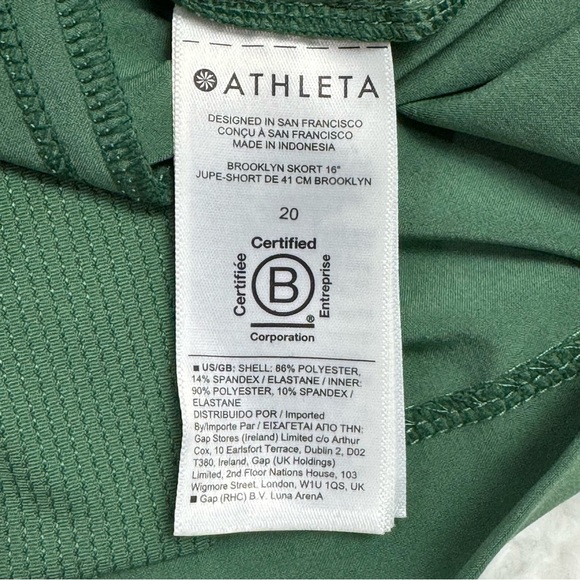 ATHLETA
DESIGNED IN SAN FRANCISCO
CONÇU À SAN FRANCISCO
MADE IN INDONESIA
BROOKLYN SKORT 16"
JUPE-SHORT DE 41 CM BROOKLYN
20
Certified
Certifiée
B
Entreprise
Corporation
■ US/GB: SHELL: 86% POLYESTER,
14% SPANDEX / ELASTANE / INNER:
90% POLYESTER, 10% SPANDEX /
ELASTANE
DISTRIBUIDO POR / Imported
By/Importe Par / ΕΙΣΑΓΕΤΑΙ ΑΠΟ ΤΗΝ:
Gap Stores (Ireland) Limited c/o Arthur
Cox, 10 Earlsfort Terrace, Dublin 2, D02
T380, Ireland, Gap (UK Holdings)
Limited, 2nd Floor Nations House, 103
Wigmore Street, London, W1U 1QS, UK
■ Gap (RHC) B.V. Luna ArenA